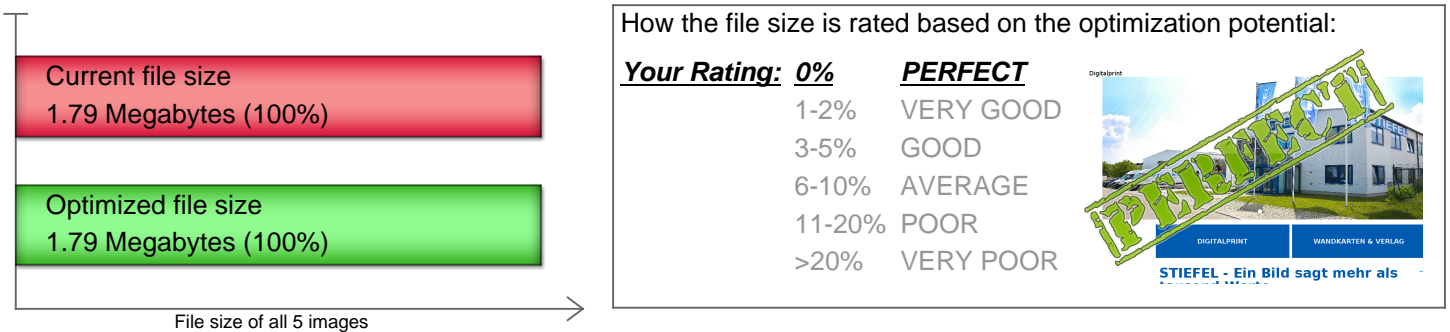 Current file size
1.79 Megabytes (100%)
Optimized file size
1.79 Megabytes (100%)
File size of all 5 images
How the file size is rated based on the optimization potential:
Your Rating: 0% PERFECT
1-2% VERY GOOD
3-5% GOOD
6-10% AVERAGE
11-20% POOR
>20% VERY POOR
Digitalprint
STIEFEL
PERFECT
DIGITALPRINT WANDKARTEN & VERLAG
STIEFEL - Ein Bild sagt mehr als